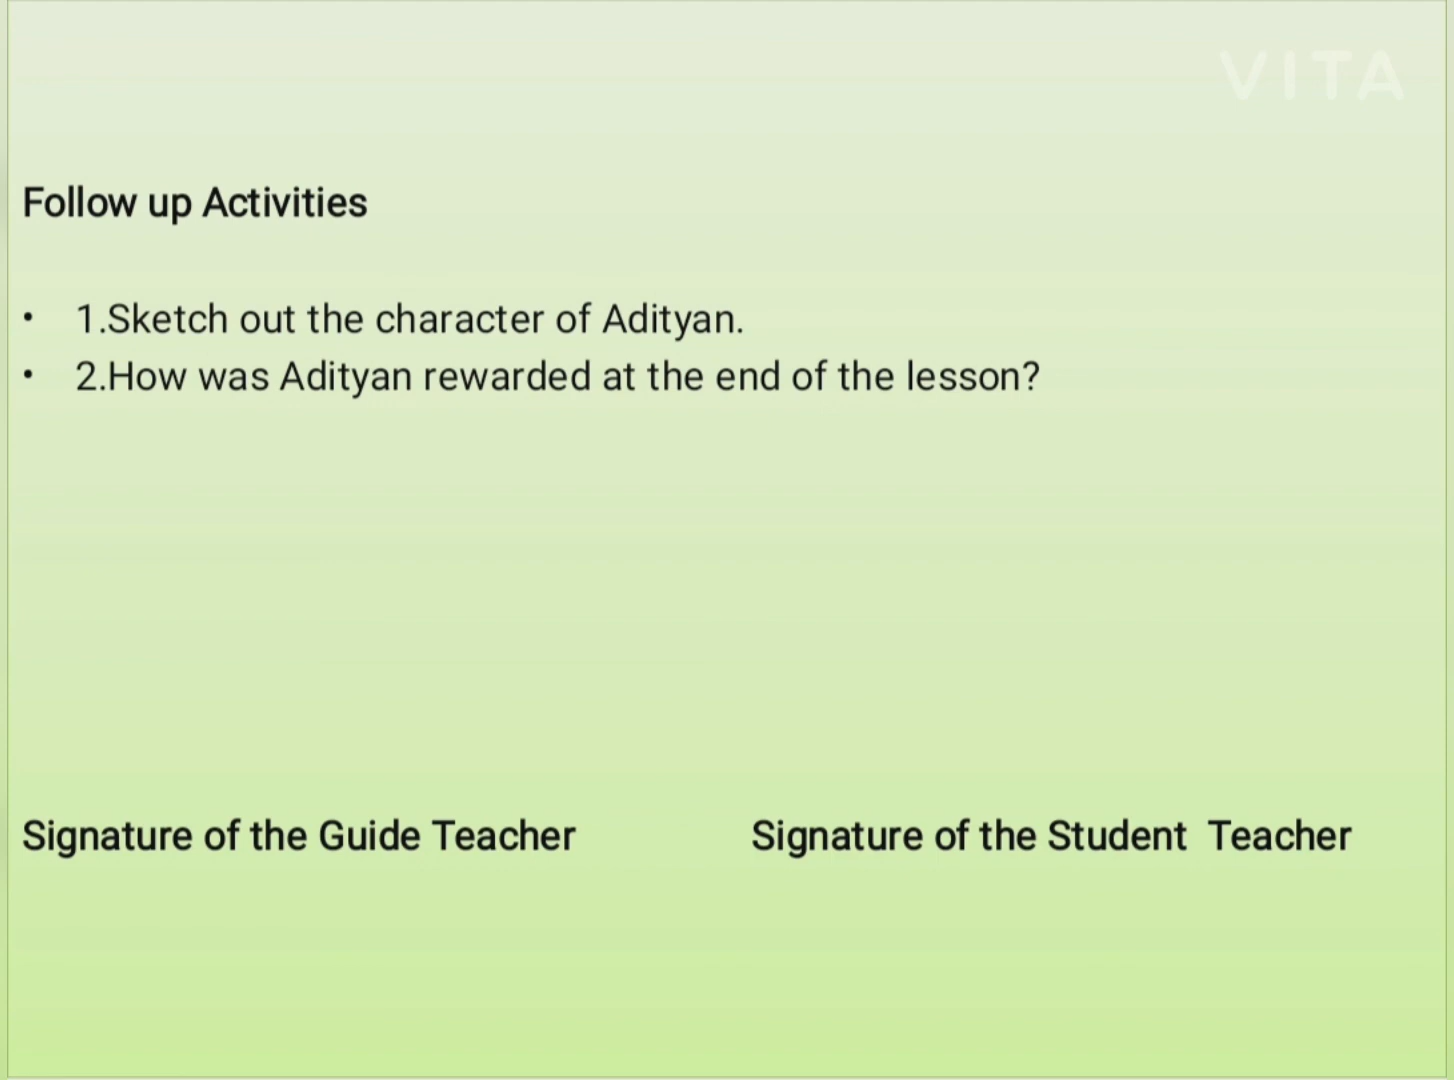 VITA
Follow up Activities
• 1.Sketch out the character of Adityan.
• 2.How was Adityan rewarded at the end of the lesson?
Signature of the Guide Teacher Signature of the Student Teacher